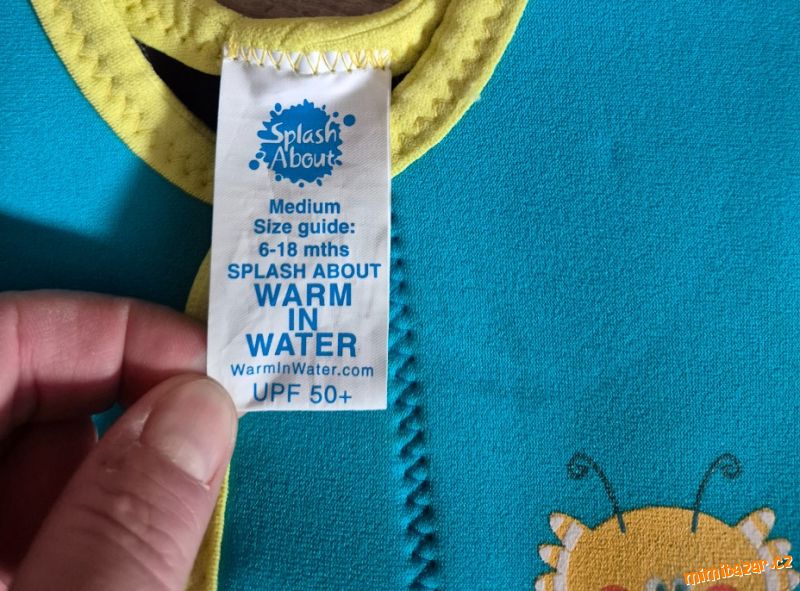 Splash
About
Medium
Size guide:
6-18 mths
SPLASH ABOUT
WARM
IN
WATER
WarmInWater.com
UPF 50+
mimibazar.cz